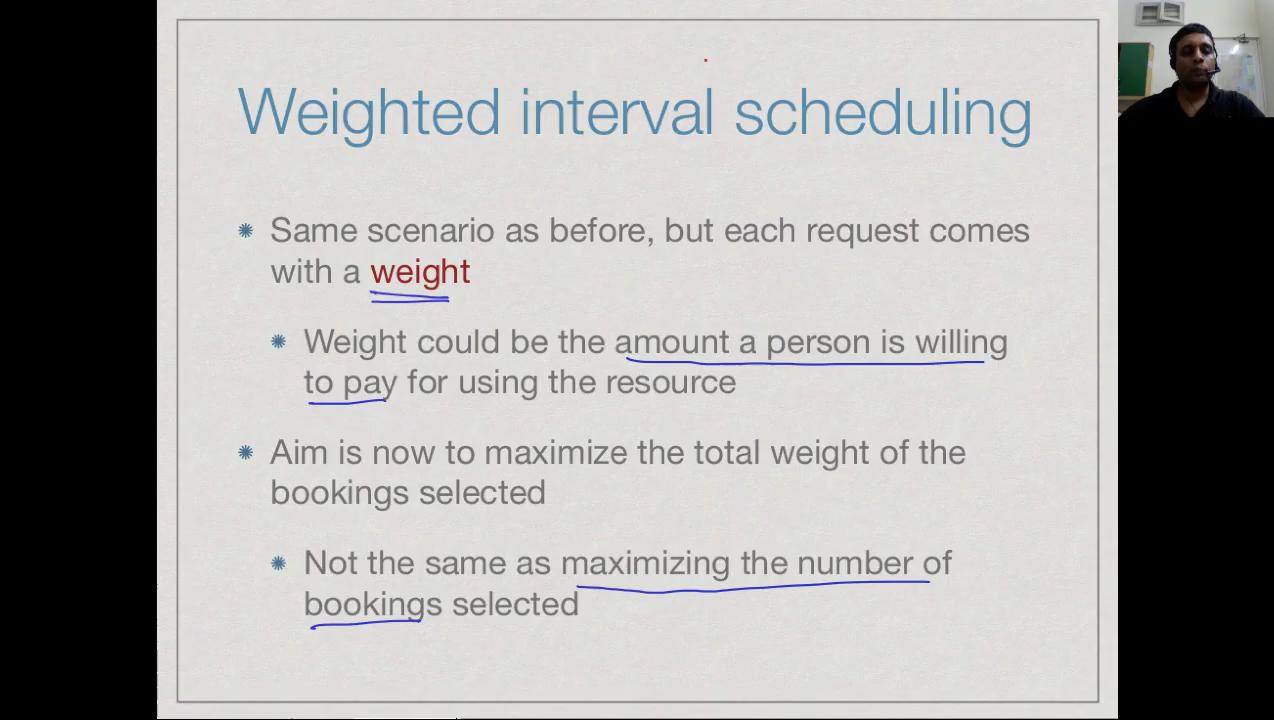 Weighted interval scheduling
Same scenario as before, but each request comes
with a weight
Weight could be the amount a person is willing
to pay for using the resource
Aim is now to maximize the total weight of the
bookings selected
Not the same as maximizing the number of
bookings selected